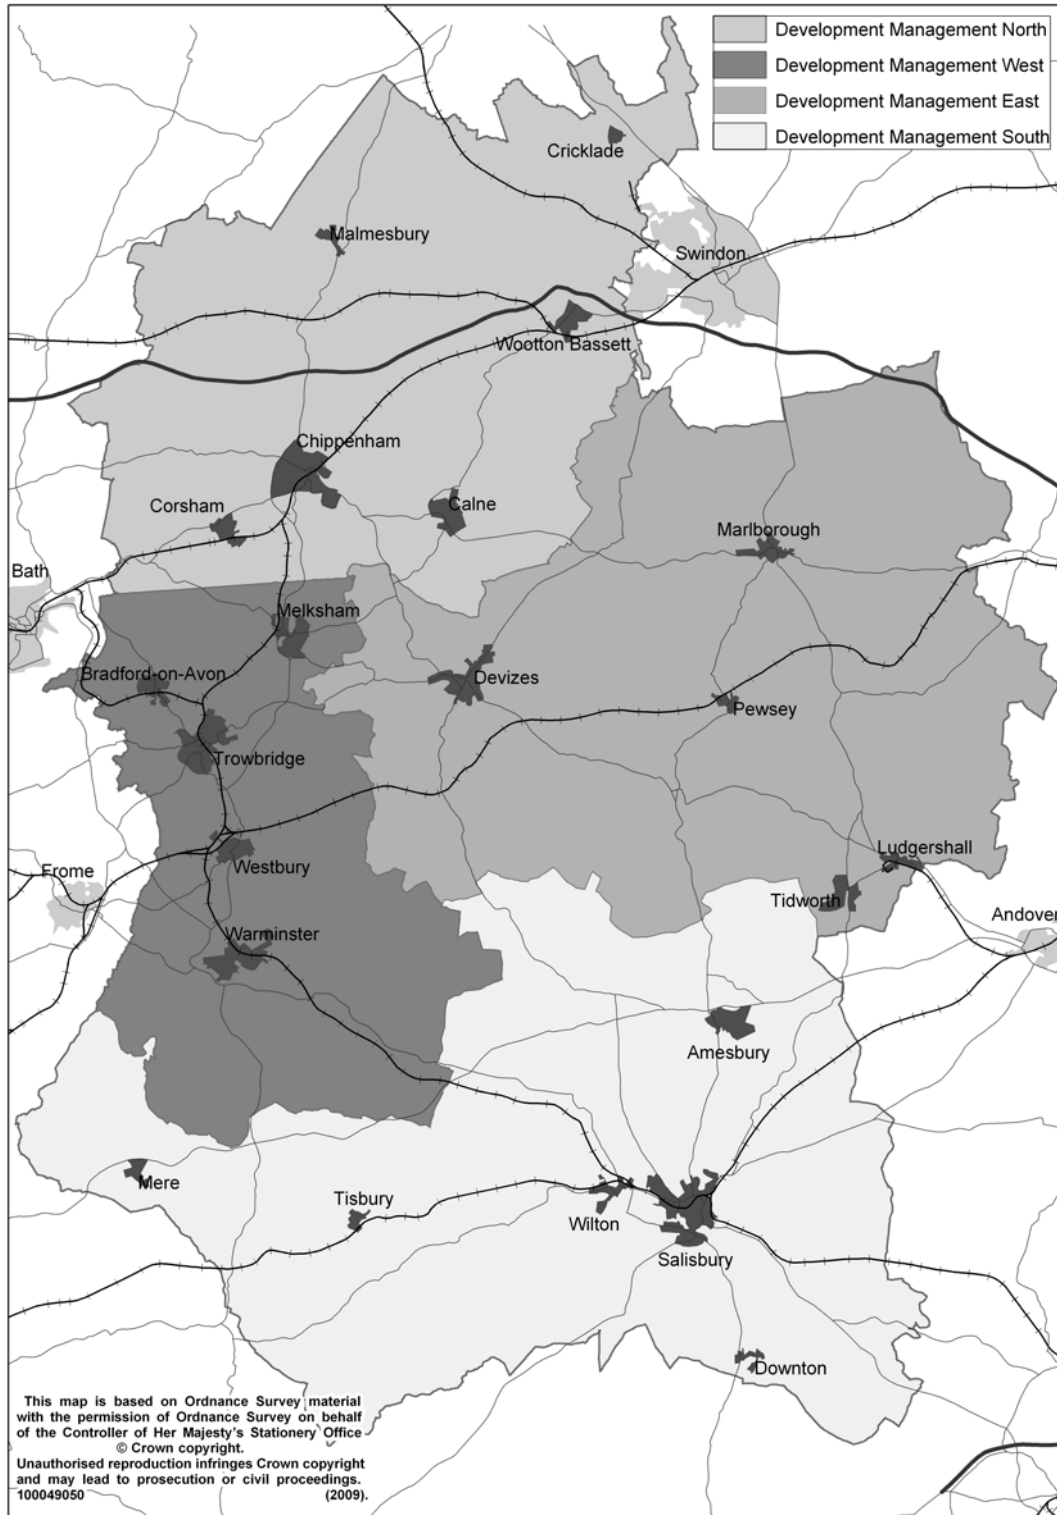 Development Management North
Development Management West
Development Management East
Development Management South
Cricklade
Malmesbury
Swindon
Wootton Bassett
Chippenham
Corsham
Calne
Marlborough
Bath
Melksham
Bradford-on-Avon
Devizes
Pewsey
Trowbridge
Westbury
Ludgershall
Frome
Tidworth
Andover
Warminster
Amesbury
Mere
Tisbury
Wilton
Salisbury
Downton
This map is based on Ordnance Survey material
with the permission of Ordnance Survey on behalf
of the Controller of Her Majesty's Stationery Office
© Crown copyright.
Unauthorised reproduction infringes Crown copyright
and may lead to prosecution or civil proceedings.
100049050 (2009).